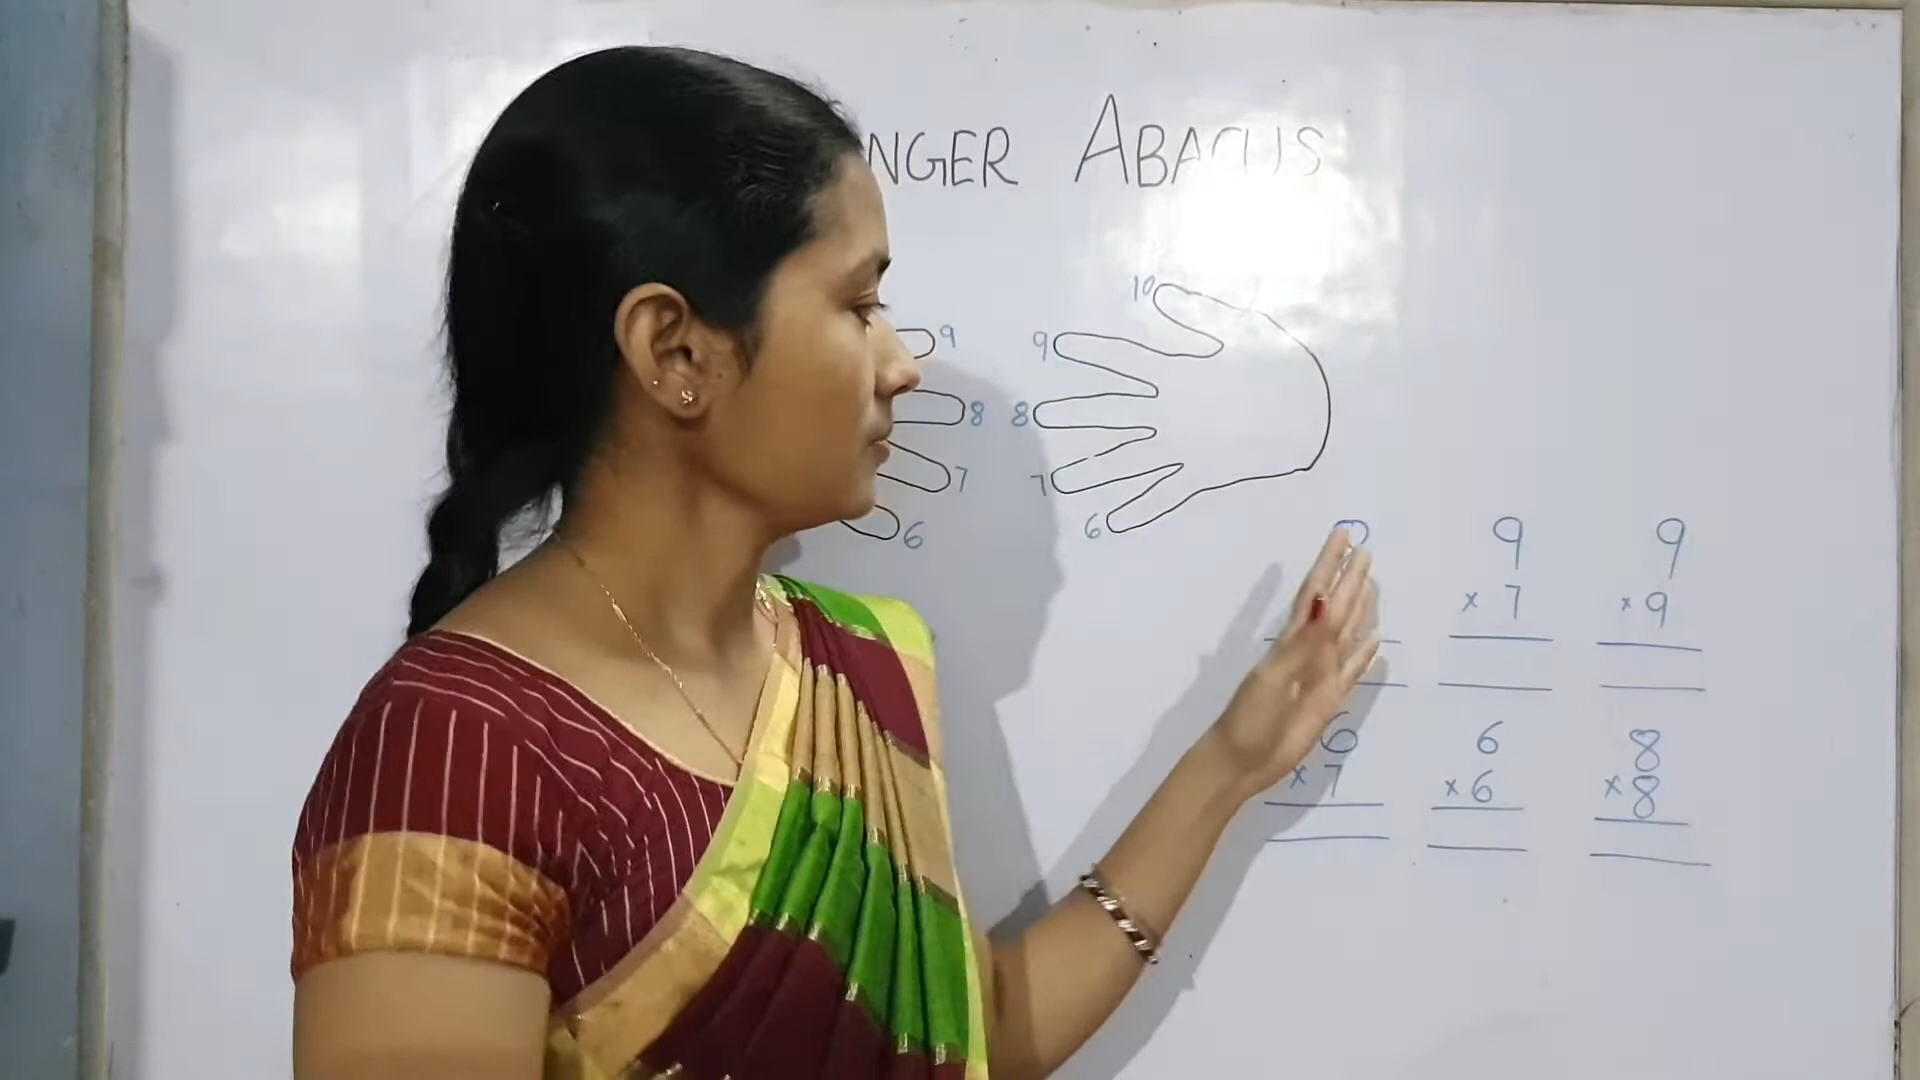 NGER ABACUS
10
9 9
8 8
7 7
6 6
9 9
× 7 × 9
6 6 8
× 7 × 6 × 8